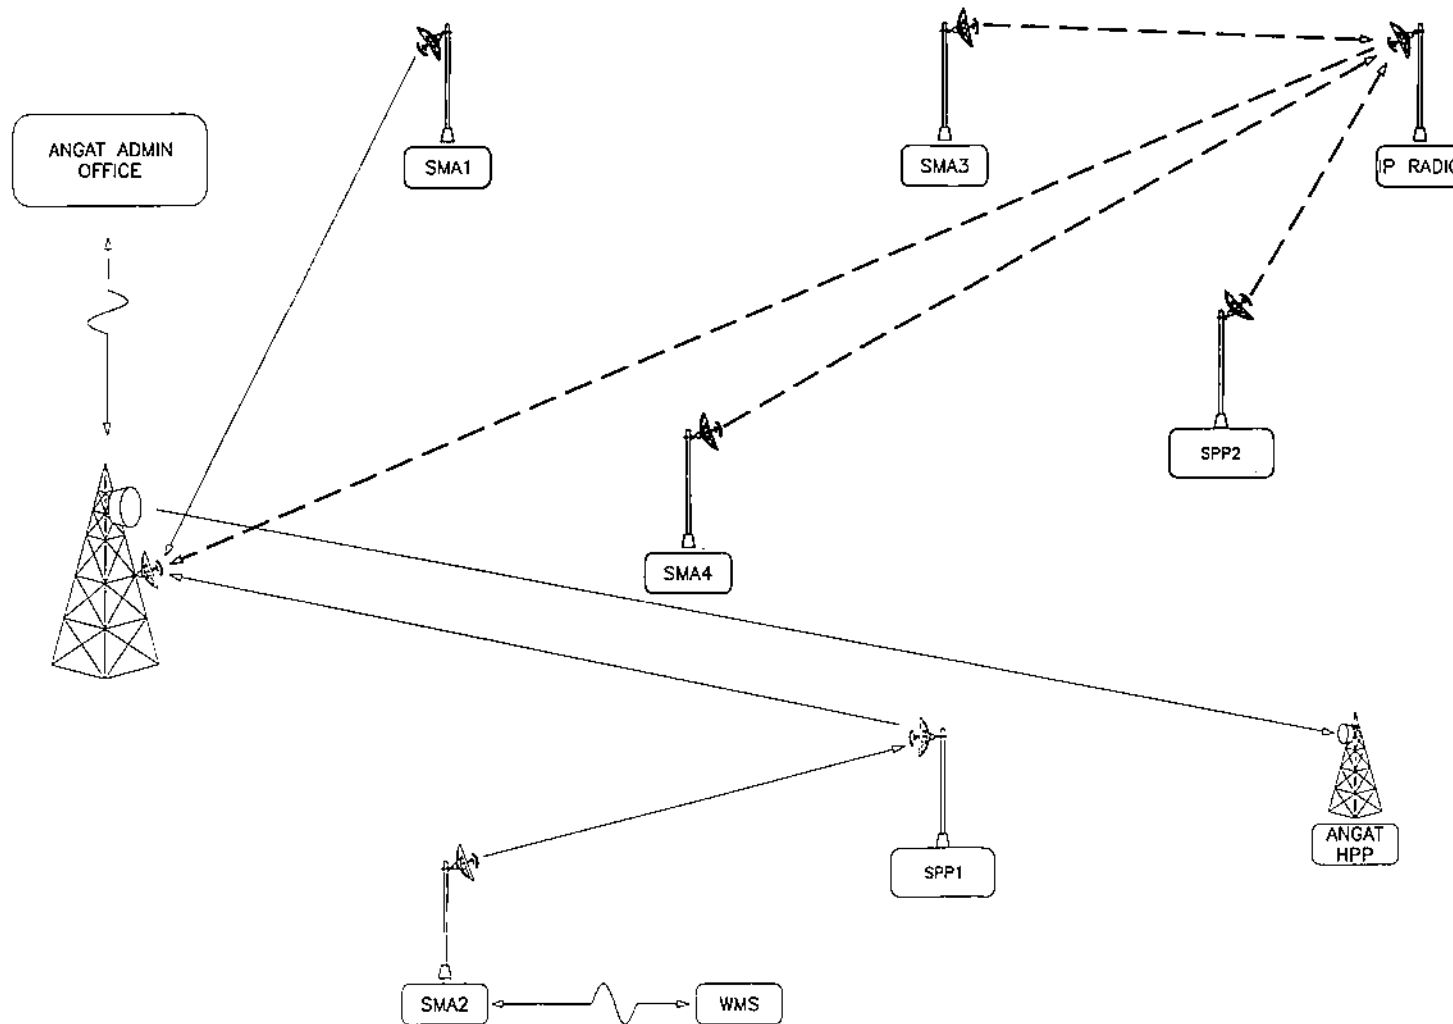 ANGAT ADMIN
OFFICE
SMA1
SMA3
IP RADIO
SPP2
SMA4
ANGAT
HPP
SPP1
SMA2
WMS